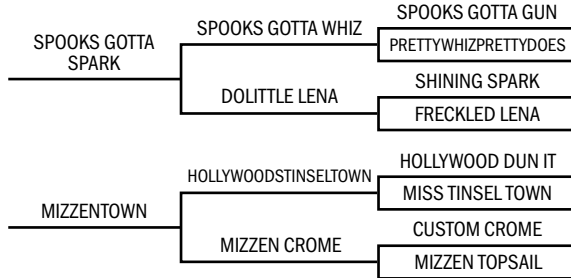 SPOOKS GOTTA GUN
SPOOKS GOTTA WHIZ
PRETTYWHIZPRETTYDOES
SPOOKS GOTTA
SPARK
SHINING SPARK
DOLITTLE LENA
FRECKLED LENA
HOLLYWOOD DUN IT
HOLLYWOODSTINSELTOWN
MISS TINSEL TOWN
MIZZENTOWN
CUSTOM CROME
MIZZEN CROME
MIZZEN TOPSAIL